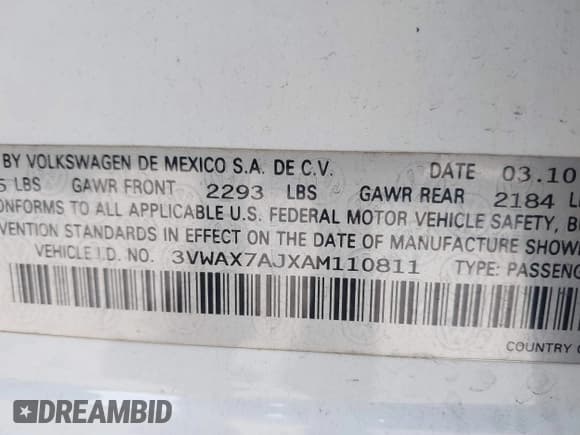 BY VOLKSWAGEN DE MEXICO S.A. DE C.V. DATE 03.10
LBS GAWR FRONT 2293 LBS GAWR REAR 2184
CONFORMS TO ALL APPLICABLE U.S. FEDERAL MOTOR VEHICLE SAFETY,
STANDARDS IN EFFECT ON THE DATE OF MANUFACTURE SHOW
VEHICLE I.D. NO. 3VWAX7AJXAM110811 TYPE: PASSENG
COUNTRY
DREAMBID